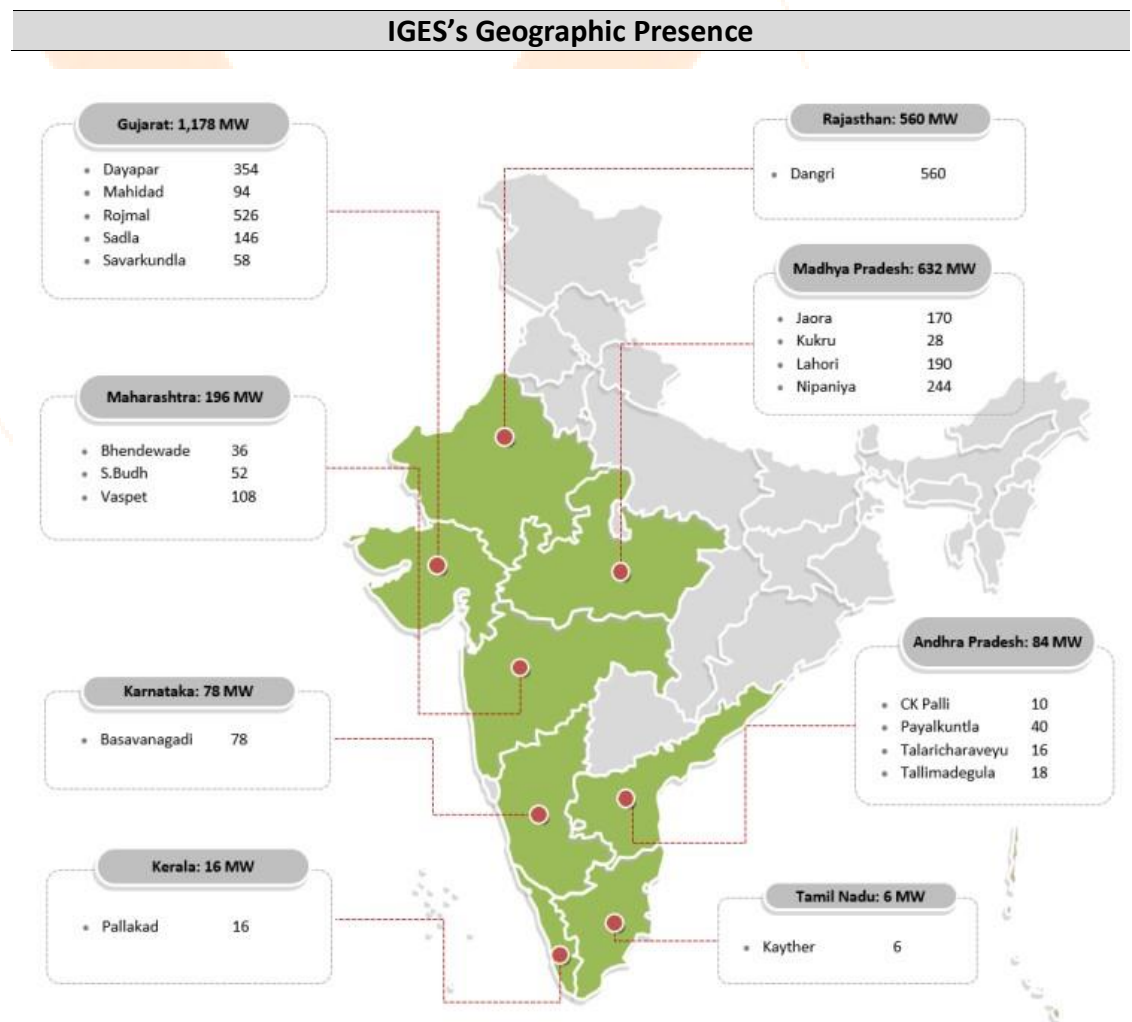 IGES's Geographic Presence
Gujarat: 1,178 MW
• Dayapar 354
• Mahidad 94
• Rojmal 526
• Sadla 146
• Savarkundla 58
Rajasthan: 560 MW
• Dangri 560
Madhya Pradesh: 632 MW
• Jaora 170
• Kukru 28
• Lahori 190
• Nipaniya 244
Maharashtra: 196 MW
• Bhendewade 36
• S.Budh 52
• Vaspet 108
Andhra Pradesh: 84 MW
• CK Palli 10
• Payalkuntla 40
• Talaricharaveyu 16
• Tallimadegula 18
Karnataka: 78 MW
• Basavanagadi 78
Kerala: 16 MW
• Pallakad 16
Tamil Nadu: 6 MW
• Kayther 6